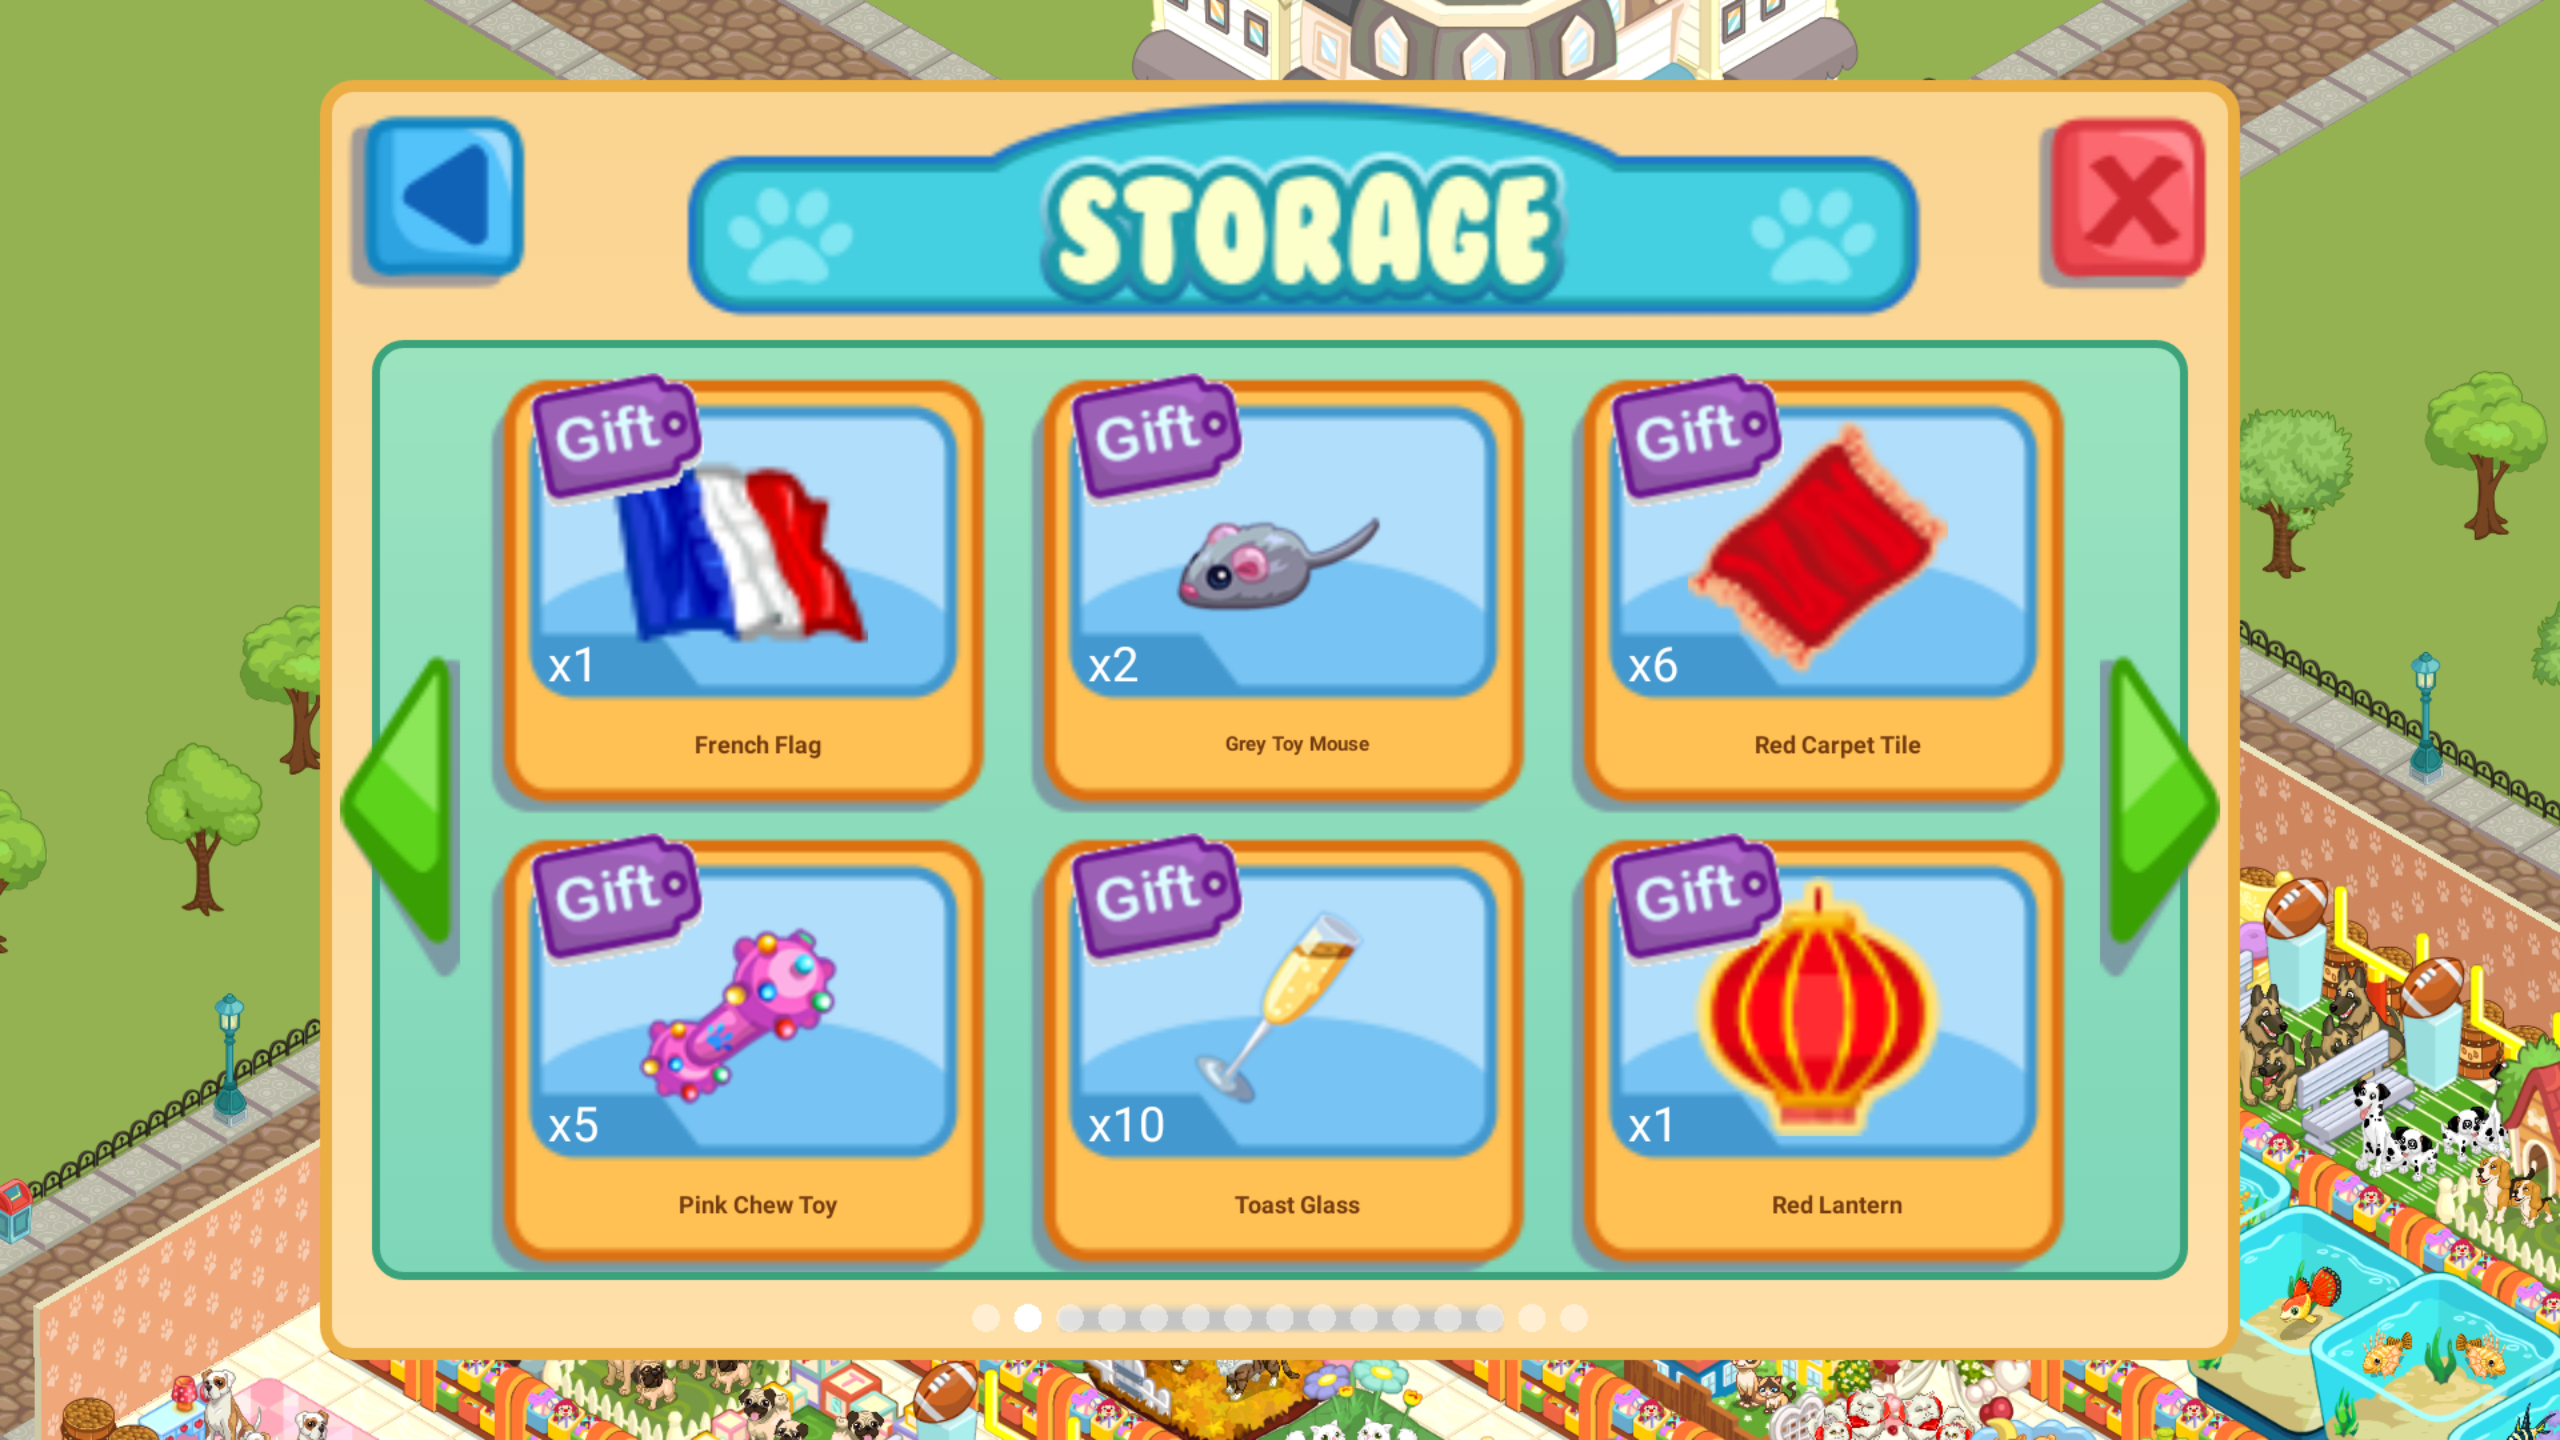 STORAGE
Gift
x1
French Flag
Gift
x2
Grey Toy Mouse
Gift
x6
Red Carpet Tile
Gift
x5
Pink Chew Toy
Gift
x10
Toast Glass
Gift
x1
Red Lantern